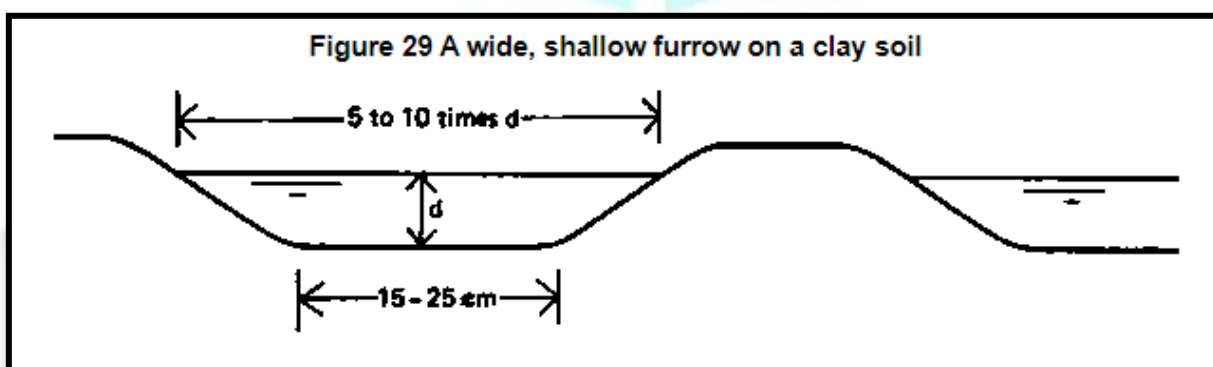 Figure 29 A wide, shallow furrow on a clay soil
5 to 10 times d
d
15-25 cm